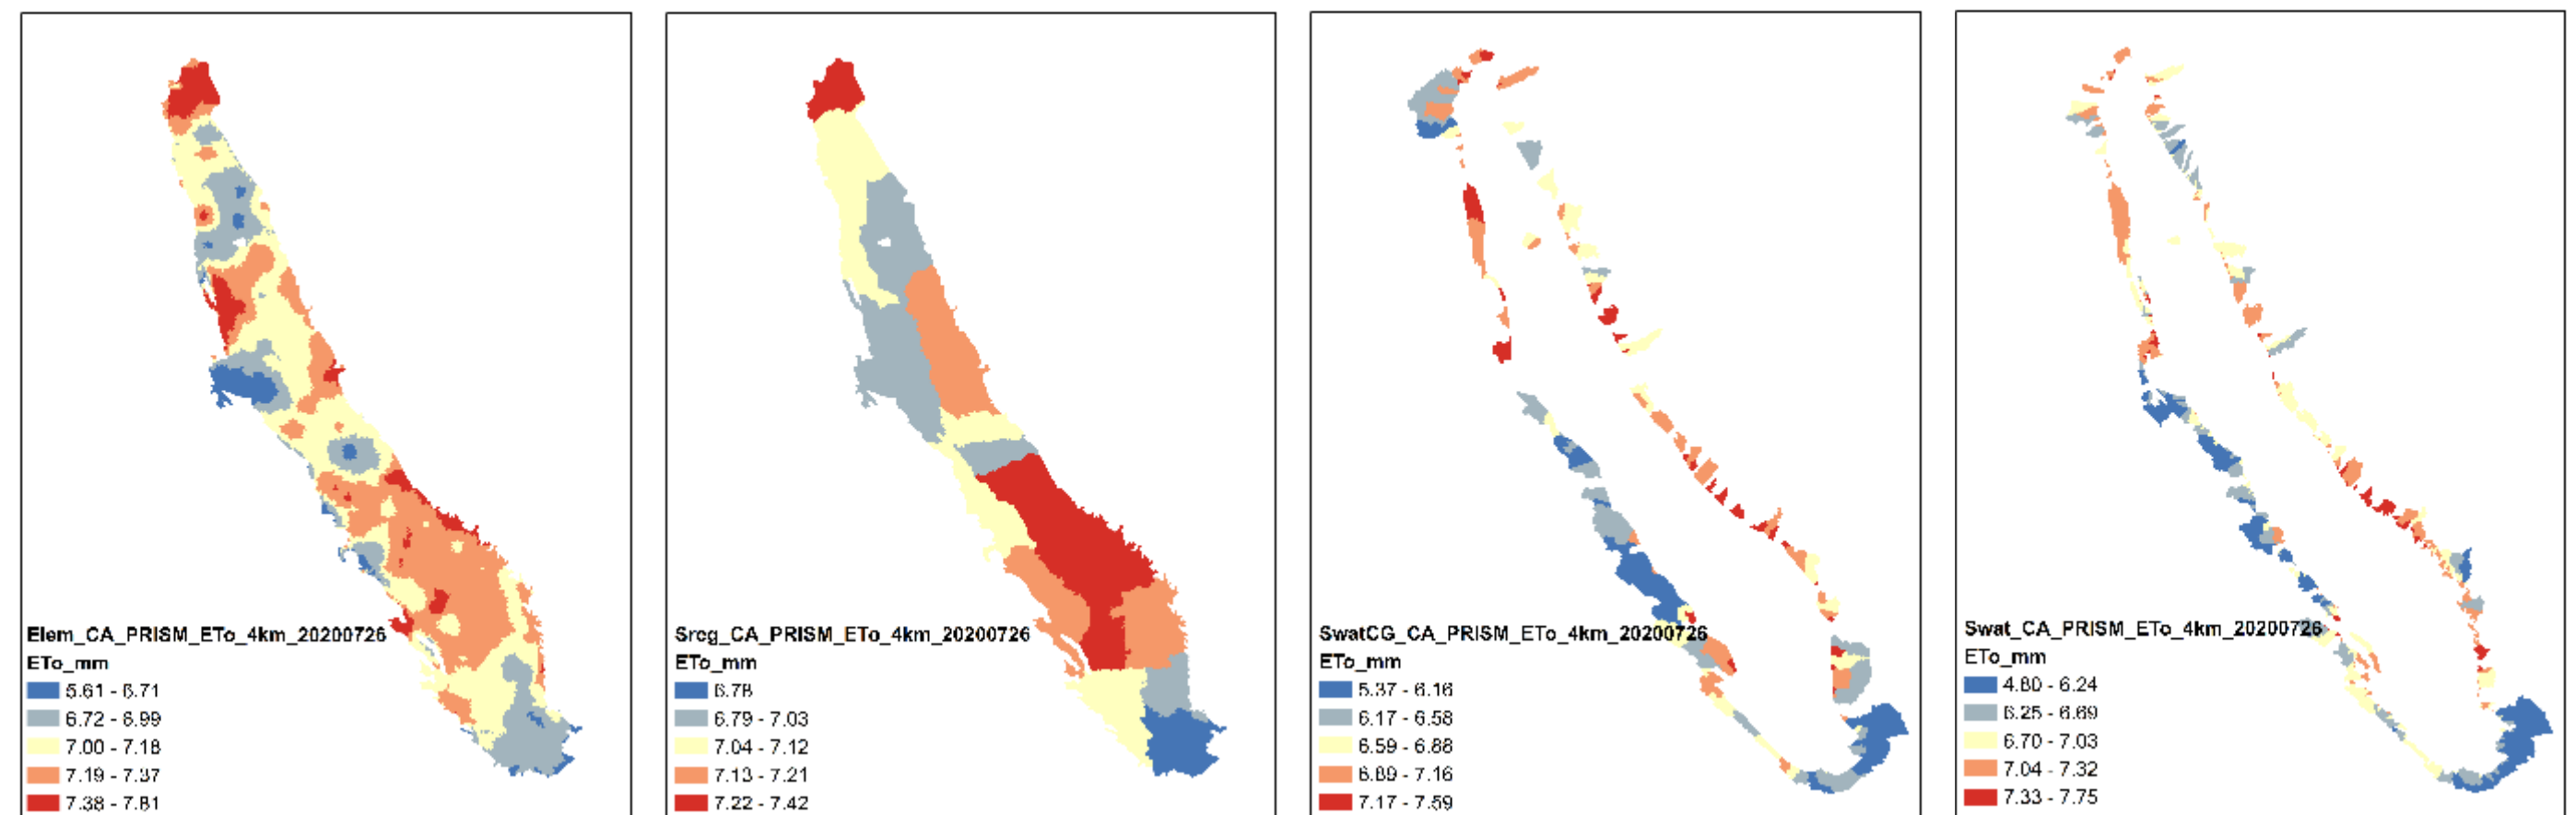 Elem_CA_PRISM_ETo_4km_20200726
ETo_mm
5.61 - 6.71
6.72 - 6.99
7.00 - 7.18
7.19 - 7.37
7.38 - 7.81
Srcg_CA_PRISM_ETo_4km_20200726
ETo_mm
6.78
6.79 - 7.03
7.04 - 7.12
7.13 - 7.21
7.22 - 7.42
SwatCG_CA_PRISM_ETo_4km_20200726
ETo_mm
5.37 - 6.16
6.17 - 6.58
6.59 - 6.88
6.89 - 7.16
7.17 - 7.59
Swat_CA_PRISM_ETo_4km_20200726
ETo_mm
4.80 - 6.24
6.25 - 6.69
6.70 - 7.03
7.04 - 7.32
7.33 - 7.75